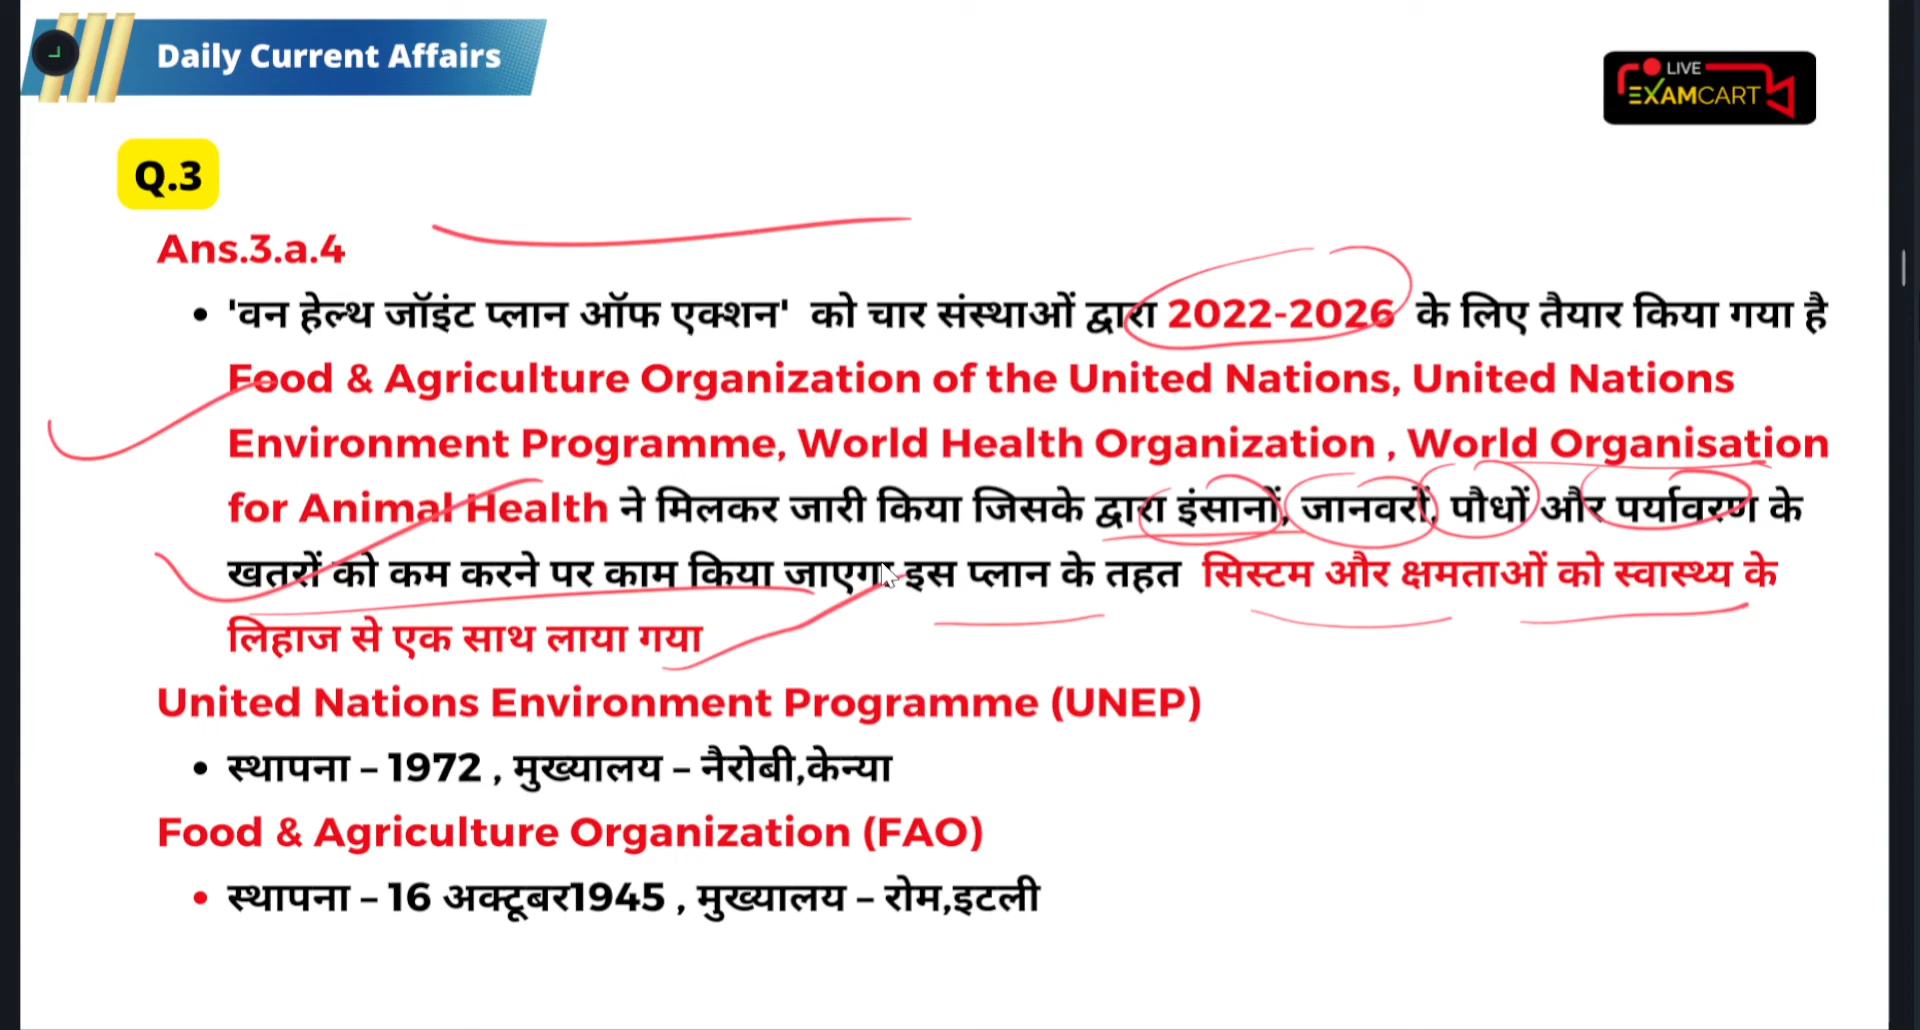 Daily Current Affairs
LIVE
EXAMCART
Q.3
Ans.3.a.4
• 'वन हेल्थ जॉइंट प्लान ऑफ एक्शन' को चार संस्थाओं द्वारा 2022-2026 के लिए तैयार किया गया है
Food & Agriculture Organization of the United Nations, United Nations
Environment Programme, World Health Organization , World Organisation
for Animal Health ने मिलकर जारी किया जिसके द्वारा इंसानों, जानवरों, पौधों और पर्यावरण के
खतरों को कम करने पर काम किया जाएगा. इस प्लान के तहत सिस्टम और क्षमताओं को स्वास्थ्य के
लिहाज से एक साथ लाया गया
United Nations Environment Programme (UNEP)
• स्थापना – 1972 , मुख्यालय – नैरोबी,केन्या
Food & Agriculture Organization (FAO)
• स्थापना – 16 अक्टूबर1945 , मुख्यालय – रोम,इटली